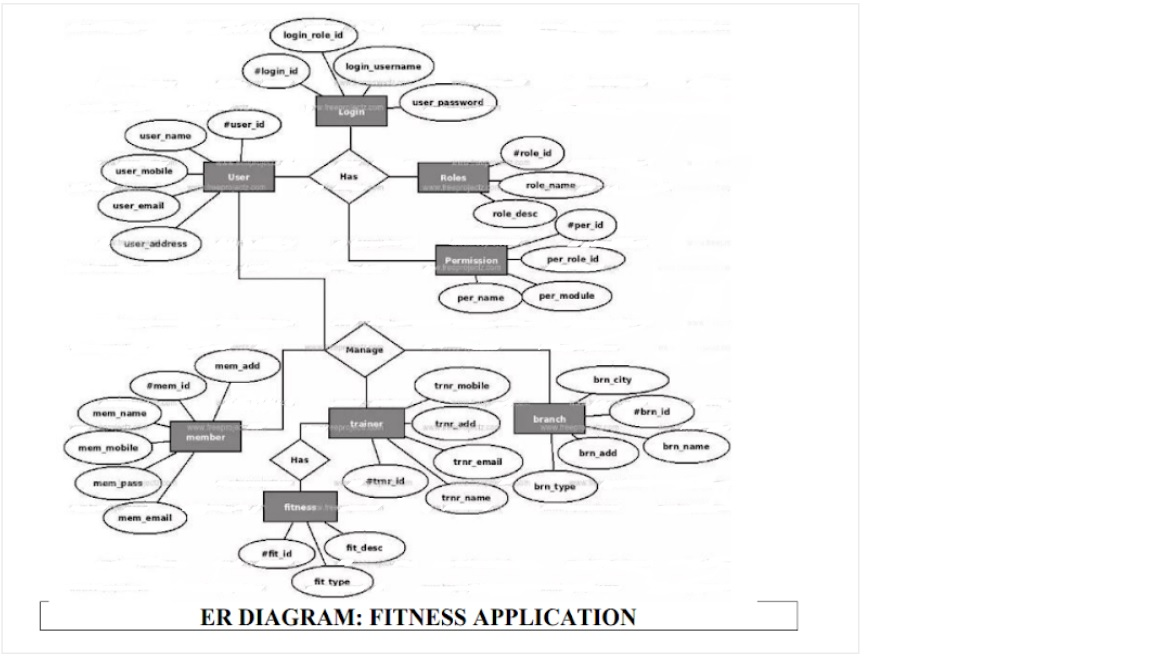 login_role_id
#login_id
login_username
user_password
Login
#user_id
user_name
user_mobile
user_email
user_address
User
Has
Roles
#role_id
role_name
role_desc
#per_id
Permission
per_role_id
per_name
per_module
Manage
mem_add
#mem_id
mem_name
mem_mobile
mem_pass
mem_email
member
trainer
trnr_mobile
trnr_add
trnr_email
trnr_name
#trnr_id
Has
fitness
#fit_id
fit_desc
fit type
branch
brn_city
#brn_id
brn_name
brn_add
brn_type
ER DIAGRAM: FITNESS APPLICATION